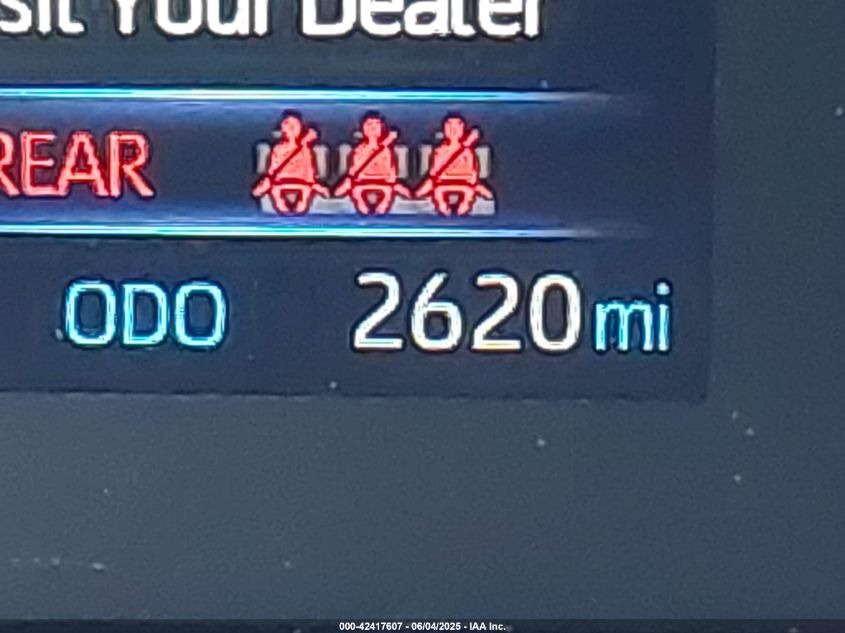 sit Your Dealer
REAR
ODO 2620 mi
000-42417607 - 06/04/2025 - IAA Inc.